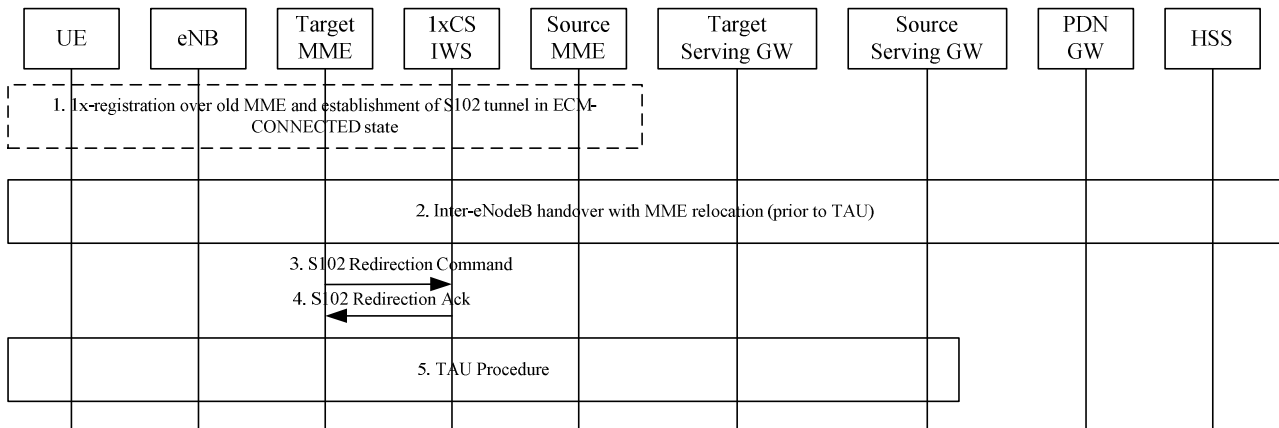 UE
eNB
Target
MME
1xCS
IWS
Source
MME
Target
Serving GW
Source
Serving GW
PDN
GW
HSS
1. 1x-registration over old MME and establishment of S102 tunnel in ECM-
CONNECTED state
2. Inter-eNodeB handover with MME relocation (prior to TAU)
3. S102 Redirection Command
4. S102 Redirection Ack
5. TAU Procedure